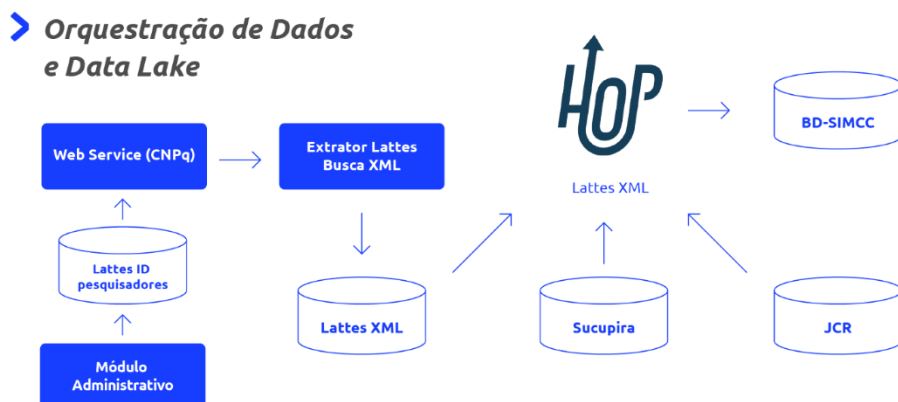 Orquestração de Dados
e Data Lake
HOP
BD-SIMCC
Web Service (CNPq)
Extrator Lattes
Busca XML
Lattes XML
Lattes ID
pesquisadores
Lattes XML
Sucupira
JCR
Módulo
Administrativo